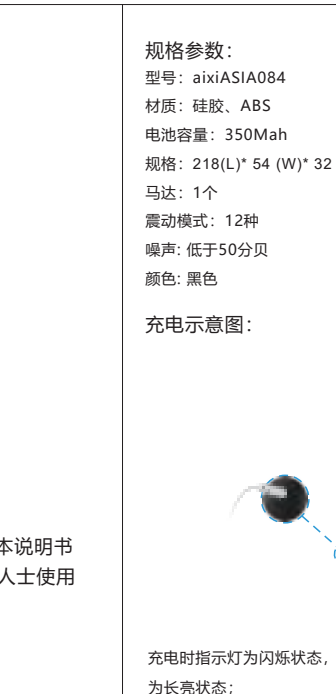 本说明书
人士使用
规格参数：
型号：aixiASIA084
材质：硅胶、ABS
电池容量：350Mah
规格：218(L)* 54 (W)* 32
马达：1个
震动模式：12种
噪声: 低于50分贝
颜色: 黑色
充电示意图：
充电时指示灯为闪烁状态，
为长亮状态；